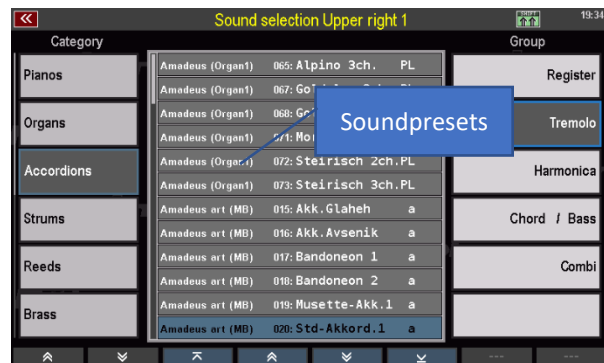 Sound selection Upper right 1
SHIFT
19:34
Category
Group
Pianos
Organs
Accordions
Strums
Reeds
Brass
Amadeus (Organ1) 065: Alpino 3ch. PL
Amadeus (Organ1) 067:
Amadeus (Organ1) 068:
Amadeus (Organ1)
Amadeus (Organ1) 072: Steirisch 2ch.PL
Amadeus (Organ1) 073: Steirisch 3ch.PL
Amadeus art (MB) 015: Akk.Glaheh a
Amadeus art (MB) 016: Akk.Avsenik a
Amadeus art (MB) 017: Bandoneon 1 a
Amadeus art (MB) 018: Bandoneon 2 a
Amadeus art (MB) 019: Musette-Akk.1 a
Amadeus art (MB) 020: Std-Akkord.1 a
Soundpresets
Register
Tremolo
Harmonica
Chord / Bass
Combi
--- ---